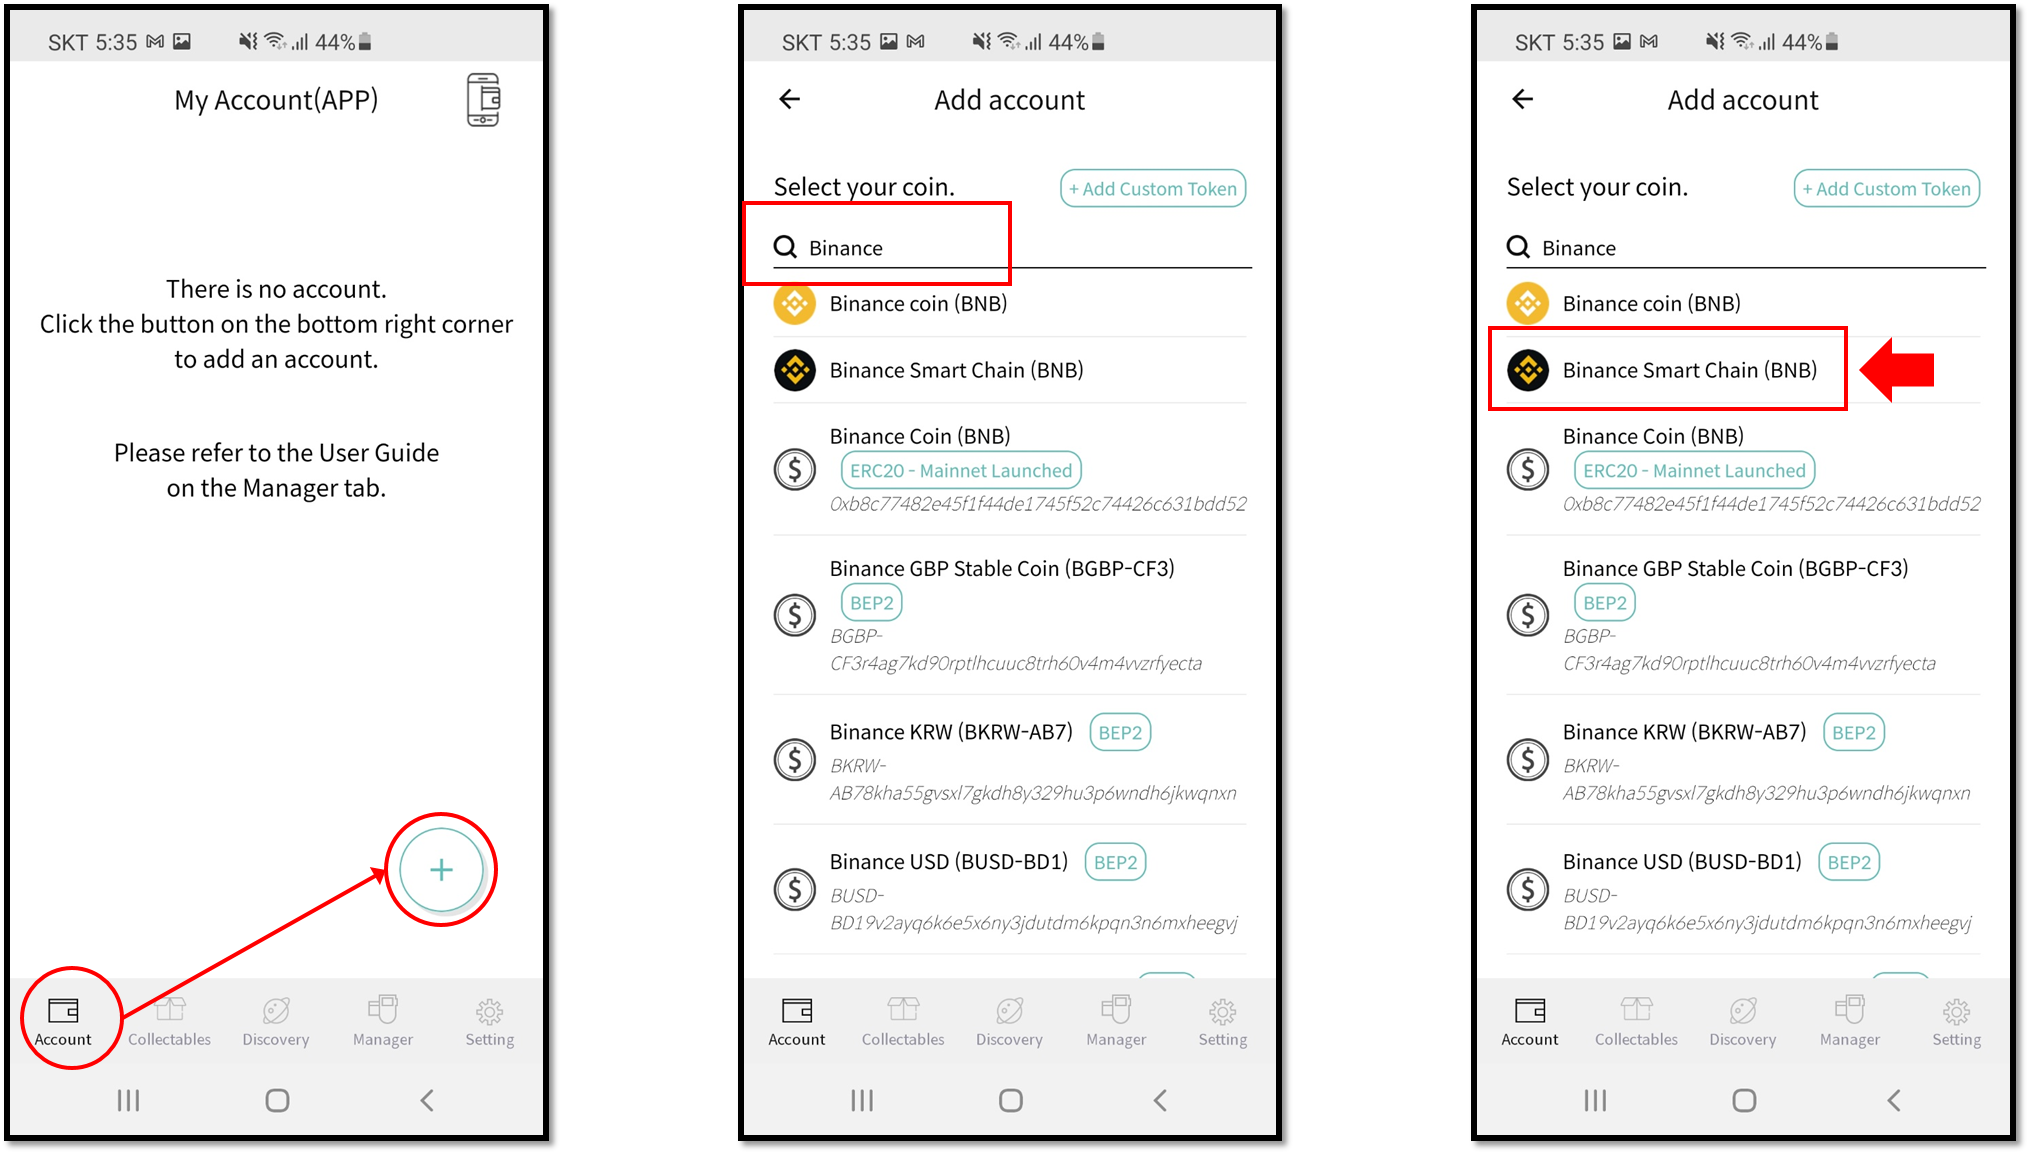 SKT 5:35 44%
My Account(APP)
There is no account.
Click the button on the bottom right corner
to add an account.
Please refer to the User Guide
on the Manager tab.
+
Account Collectables Discovery Manager Setting
SKT 5:35 44%
Add account
Select your coin.
+ Add Custom Token
Binance
Binance coin (BNB)
Binance Smart Chain (BNB)
Binance Coin (BNB)
ERC20 - Mainnet Launched
0xb8c77482e45f1f44de1745f52c74426c631bdd52
Binance GBP Stable Coin (BGBP-CF3)
BEP2
BGBP-
CF3r4ag7kd90rptlhcuuc8trh60v4m4vvzrfyecta
Binance KRW (BKRW-AB7) BEP2
BKRW-
AB78kha55gvsxl7gkdh8y329hu3p6wndh6jkwqnxn
Binance USD (BUSD-BD1) BEP2
BUSD-
BD19v2ayq6k6e5x6ny3jdutdm6kpqn3n6mxheegvj
Account Collectables Discovery Manager Setting
SKT 5:35 44%
Add account
Select your coin.
+ Add Custom Token
Binance
Binance coin (BNB)
Binance Smart Chain (BNB)
Binance Coin (BNB)
ERC20 - Mainnet Launched
0xb8c77482e45f1f44de1745f52c74426c631bdd52
Binance GBP Stable Coin (BGBP-CF3)
BEP2
BGBP-
CF3r4ag7kd90rptlhcuuc8trh60v4m4vvzrfyecta
Binance KRW (BKRW-AB7) BEP2
BKRW-
AB78kha55gvsxl7gkdh8y329hu3p6wndh6jkwqnxn
Binance USD (BUSD-BD1) BEP2
BUSD-
BD19v2ayq6k6e5x6ny3jdutdm6kpqn3n6mxheegvj
Account Collectables Discovery Manager Setting